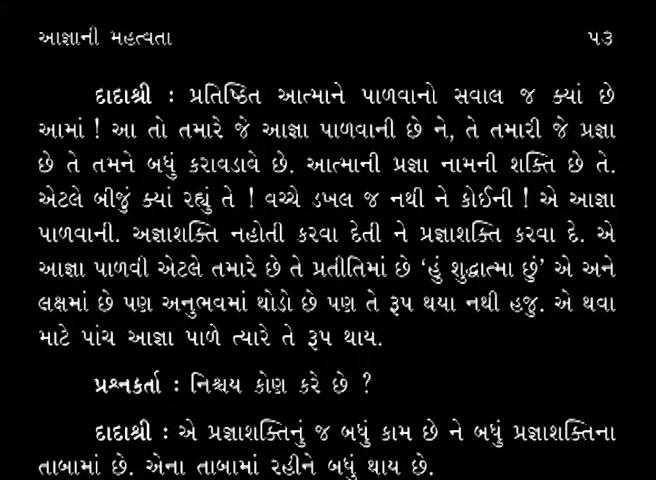 આજ્ઞાની મહત્વતા ૫૩
દાદાશ્રી : પ્રતિષ્ઠિત આત્માને પાળવાનો સવાલ જ ક્યાં છે
આમાં ! આ તો તમારે જે આજ્ઞા પાળવાની છે ને, તે તમારી જે પ્રજ્ઞા
છે તે તમને બધું કરાવડાવે છે. આત્માની પ્રજ્ઞા નામની શક્તિ છે તે.
એટલે બીજું ક્યાં રહ્યું તે ! વચ્ચે ડખલ જ નથી ને કોઈની ! એ આજ્ઞા
પાળવાની. અજ્ઞાશક્તિ નહોતી કરવા દેતી ને પ્રજ્ઞાશક્તિ કરવા દે. એ
આજ્ઞા પાળવી એટલે તમારે છે તે પ્રતીતિમાં છે ‘હું શુદ્ધાત્મા છું’ એ અને
લક્ષમાં છે પણ અનુભવમાં થોડો છે પણ તે રૂપ થયા નથી હજુ. એ થવા
માટે પાંચ આજ્ઞા પાળે ત્યારે તે રૂપ થાય.
પ્રશ્નકર્તા : નિશ્ચય કોણ કરે છે ?
દાદાશ્રી : એ પ્રજ્ઞાશક્તિનું જ બધું કામ છે ને બધું પ્રજ્ઞાશક્તિના
તાબામાં છે. એના તાબામાં રહીને બધું થાય છે.